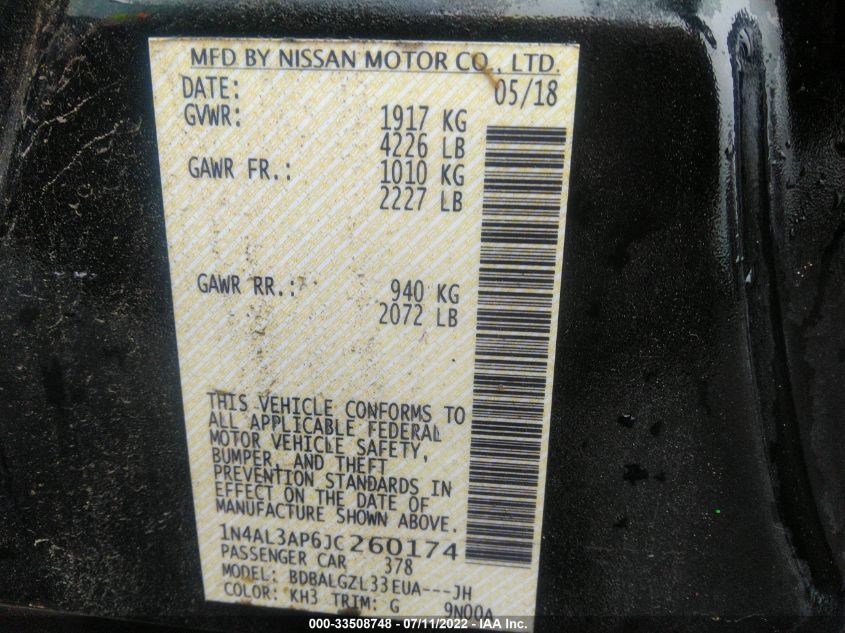 MFD BY NISSAN MOTOR CO., LTD.
DATE: 05/18
GVWR: 1917 KG
4226 LB
GAWR FR.: 1010 KG
2227 LB
GAWR RR.: 940 KG
2072 LB
THIS VEHICLE CONFORMS TO
ALL APPLICABLE FEDERAL
MOTOR VEHICLE SAFETY,
BUMPER, AND THEFT
PREVENTION STANDARDS IN
EFFECT ON THE DATE OF
MANUFACTURE SHOWN ABOVE.
1N4AL3AP6JC260174
PASSENGER CAR 378
MODEL: BDBALGZL33EUA---JH
COLOR: KH3 TRIM: G 9N00A
000-33508748 - 07/11/2022 - IAA Inc.